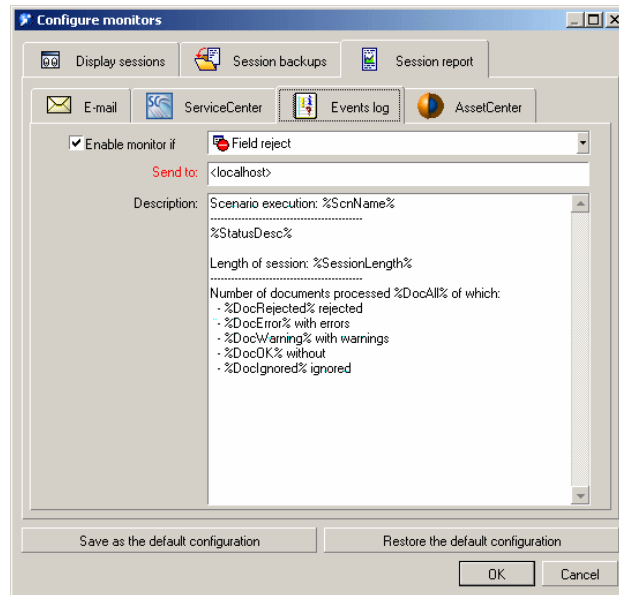 Configure monitors
Display sessions
Session backups
Session report
E-mail
ServiceCenter
Events log
AssetCenter
Enable monitor if
Field reject
Send to:
<localhost>
Description:
Scenario execution: %ScnName%
--------------------------------------------
%StatusDesc%
Length of session: %SessionLength%
--------------------------------------------
Number of documents processed %DocAll% of which:
- %DocRejected% rejected
- %DocError% with errors
- %DocWarning% with warnings
- %DocOK% without
- %DocIgnored% ignored
Save as the default configuration
Restore the default configuration
OK
Cancel